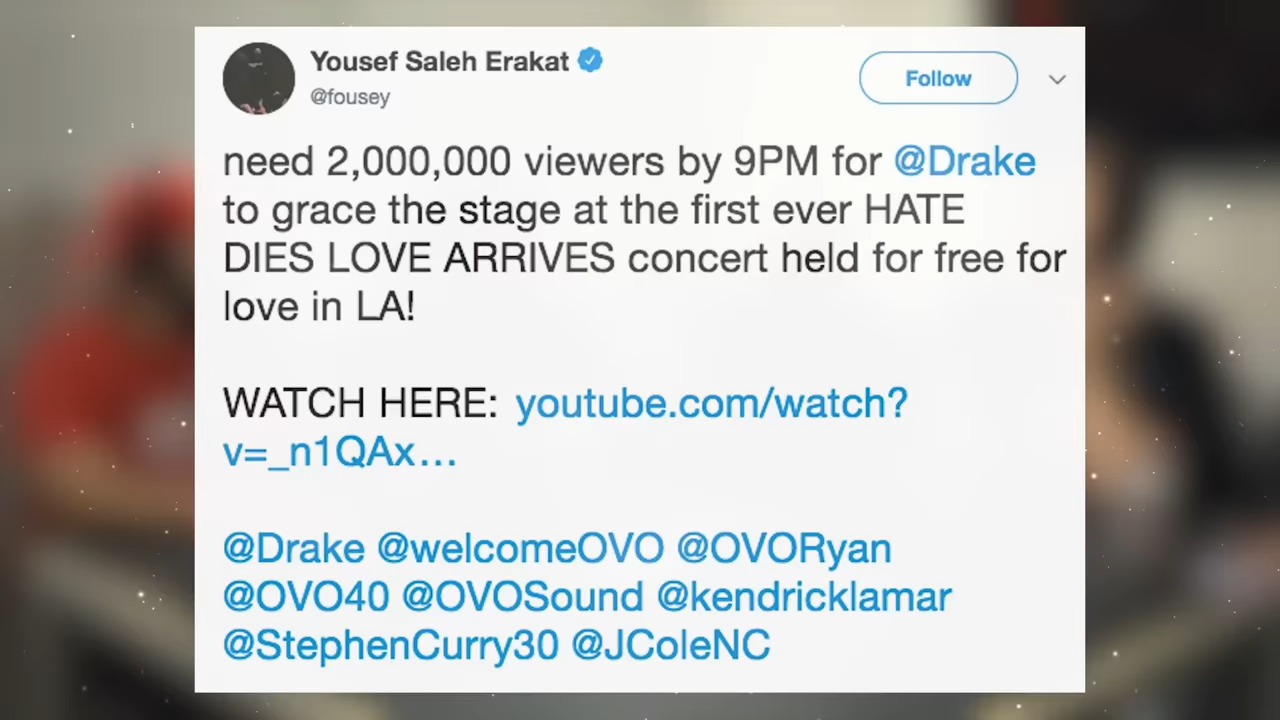 Yousef Saleh Erakat
@fousey
Follow
need 2,000,000 viewers by 9PM for @Drake
to grace the stage at the first ever HATE
DIES LOVE ARRIVES concert held for free for
love in LA!
WATCH HERE: youtube.com/watch?
v=_n1QAx…
@Drake @welcomeOVO @OVORyan
@OVO40 @OVOSound @kendricklamar
@StephenCurry30 @JColeNC